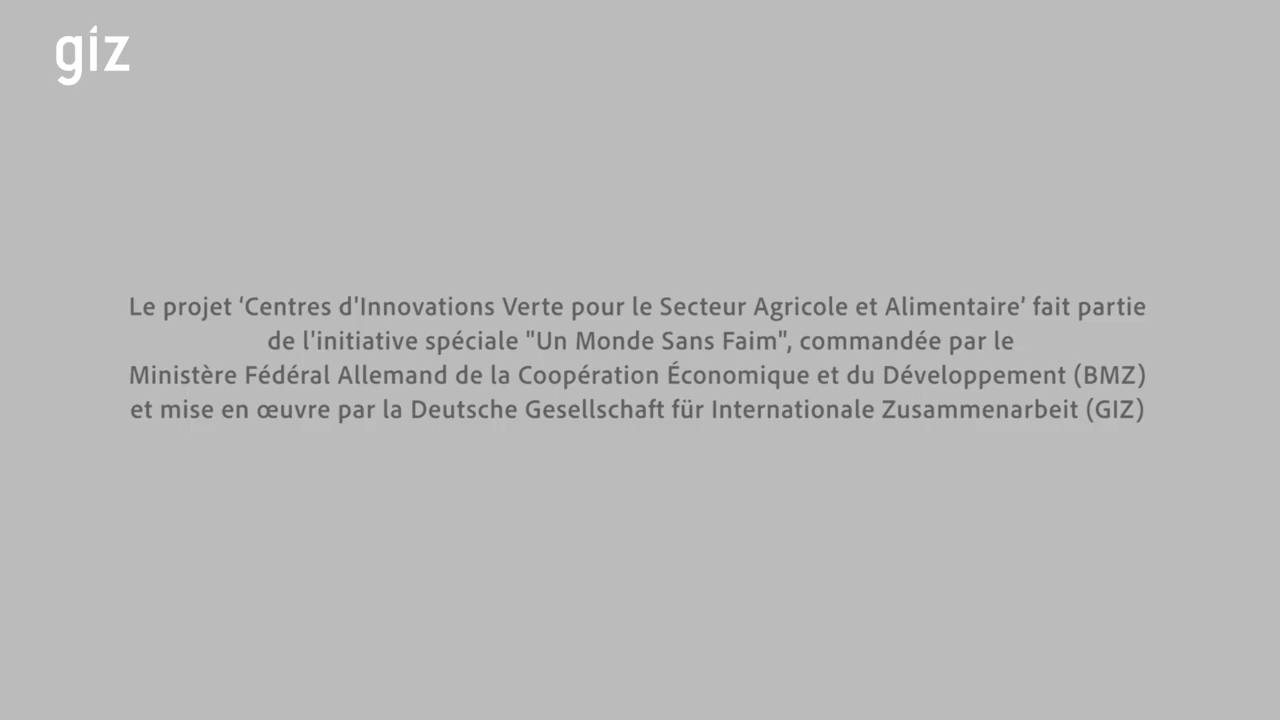 giz
Le projet ‘Centres d'Innovations Verte pour le Secteur Agricole et Alimentaire’ fait partie
de l'initiative spéciale "Un Monde Sans Faim", commandée par le
Ministère Fédéral Allemand de la Coopération Économique et du Développement (BMZ)
et mise en œuvre par la Deutsche Gesellschaft für Internationale Zusammenarbeit (GIZ)